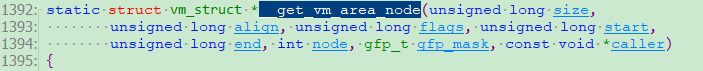 1392: static struct vm_struct *__get_vm_area_node(unsigned long size,
1393:         unsigned long align, unsigned long flags, unsigned long start,
1394:         unsigned long end, int node, gfp_t gfp_mask, const void *caller)
1395: {